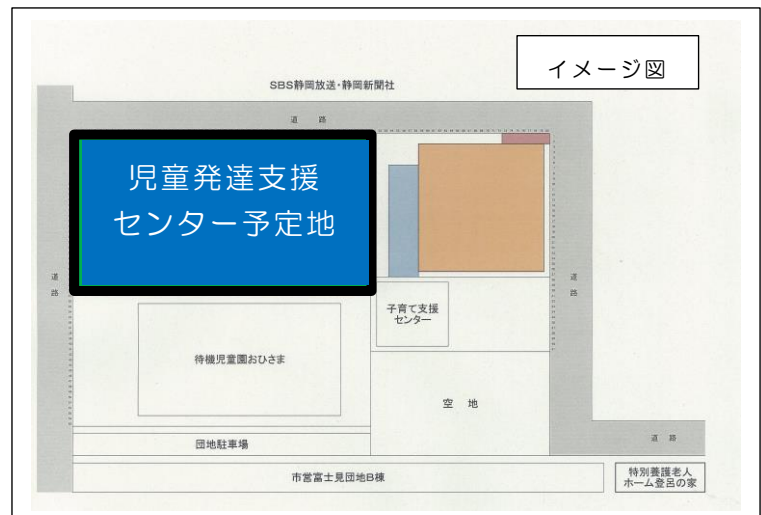 イメージ図
SBS静岡放送・静岡新聞社
道 路
児童発達支援
センター予定地
道
路
道
路
子育て支援
センター
待機児童園おひさま
空 地
団地駐車場
道 路
市営富士見団地B棟
特別養護老人
ホーム登呂の家